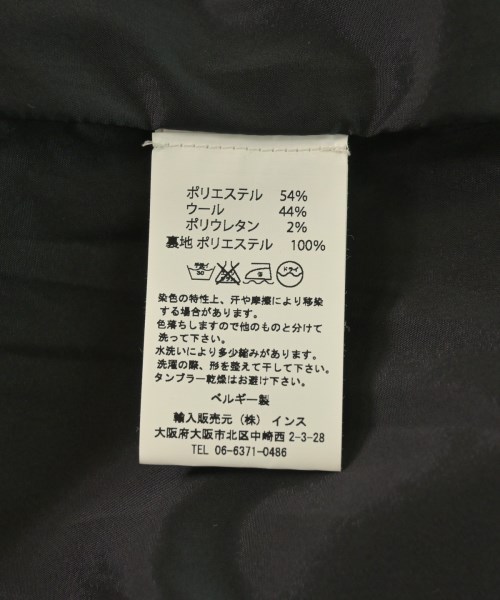 ポリエステル 54%
ウール 44%
ポリウレタン 2%
裏地 ポリエステル 100%
手洗イ 30 ドライ
染色の特性上、汗や摩擦により移染
する場合があります。
色落ちしますので他のものと分けて
洗って下さい。
水洗いにより多少縮みがあります。
洗濯の際、形を整えて干して下さい。
タンブラー乾燥はお避け下さい。
ベルギー製
輸入販売元(株) インス
大阪府大阪市北区中崎西 2-3-28
TEL 06-6371-0486